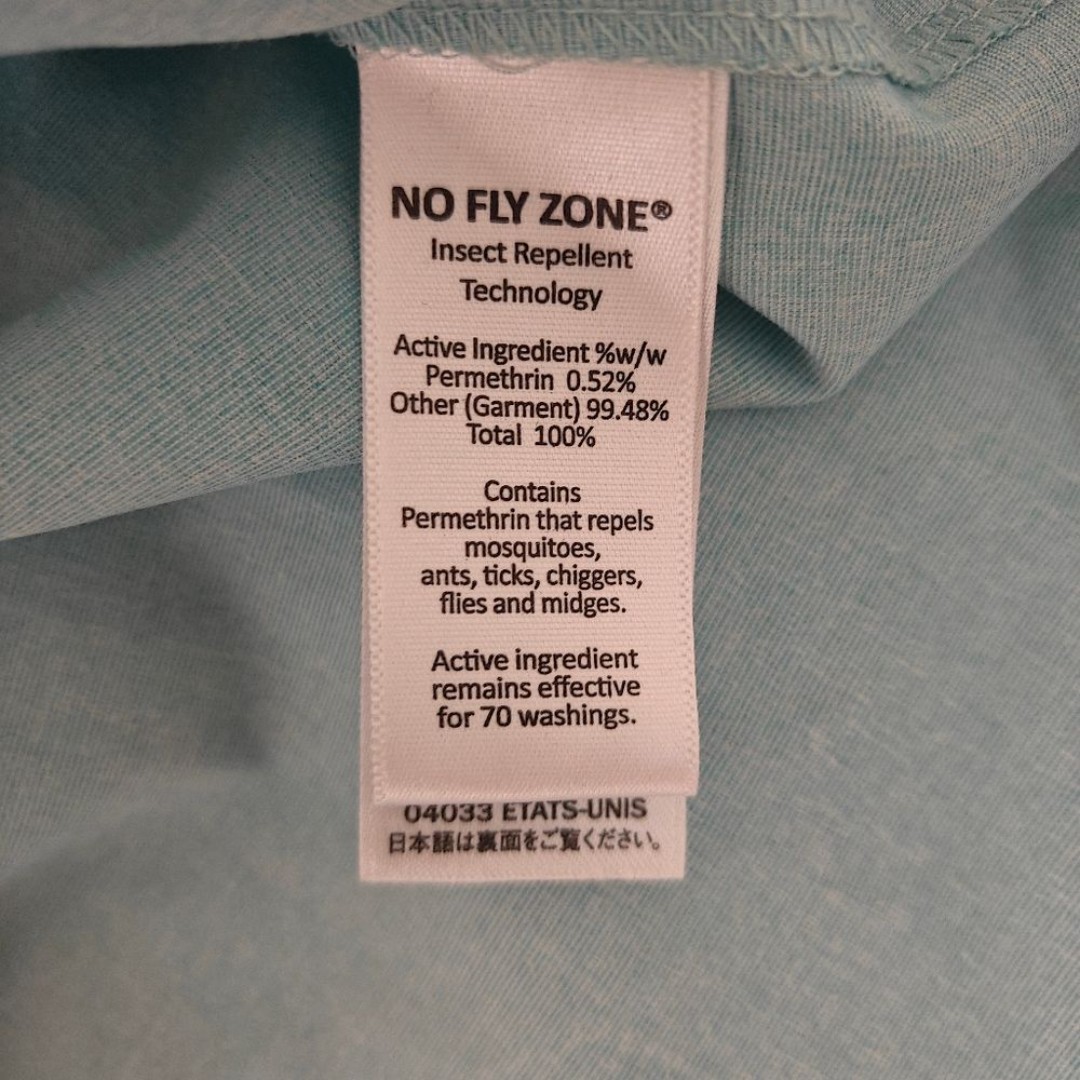 NO FLY ZONE®
Insect Repellent
Technology
Active Ingredient %w/w
Permethrin 0.52%
Other (Garment) 99.48%
Total 100%
Contains
Permethrin that repels
mosquitoes,
ants, ticks, chiggers,
flies and midges.
Active ingredient
remains effective
for 70 washings.
04033 ETATS-UNIS
日本語は裏面をご覧ください。